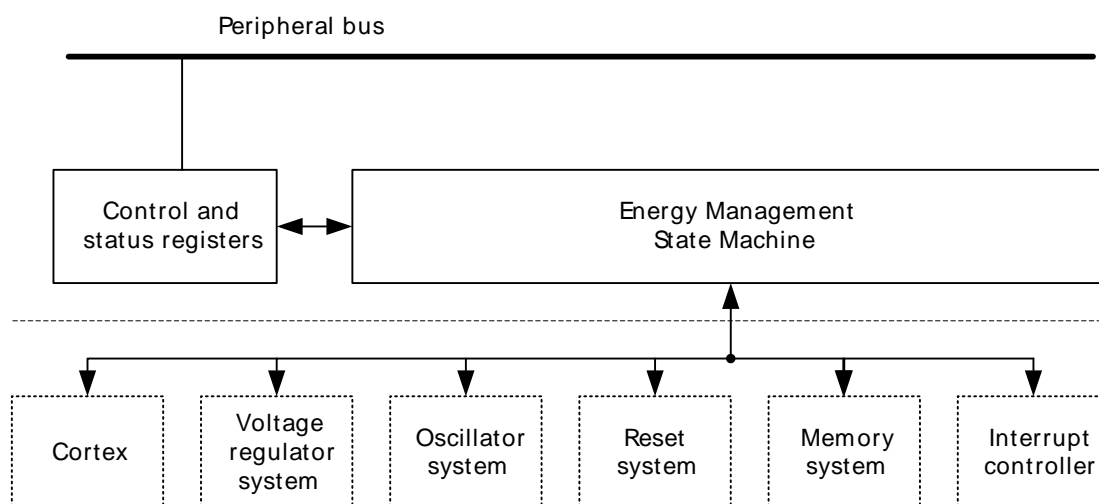 Peripheral bus
Control and
status registers
Energy Management
State Machine
Cortex
Voltage
regulator
system
Oscillator
system
Reset
system
Memory
system
Interrupt
controller